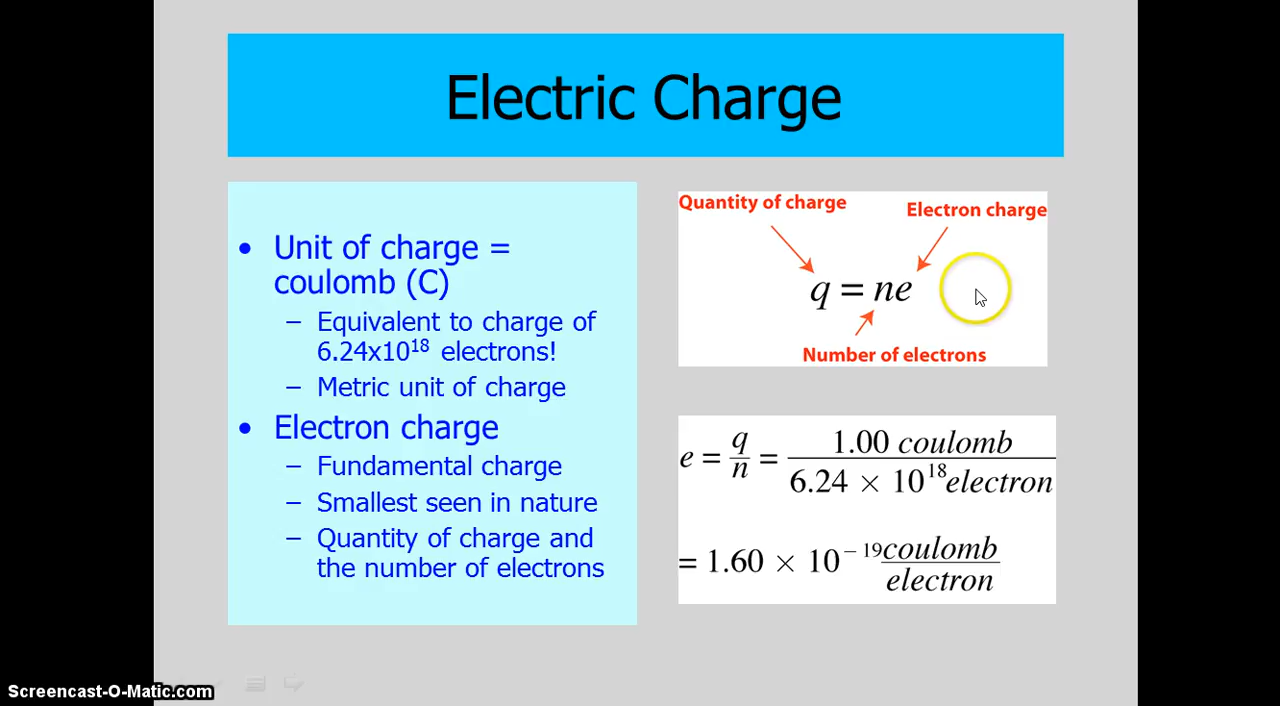 Electric Charge
• Unit of charge =
coulomb (C)
– Equivalent to charge of
6.24x10¹⁸ electrons!
– Metric unit of charge
• Electron charge
– Fundamental charge
– Smallest seen in nature
– Quantity of charge and
the number of electrons
Quantity of charge
Electron charge
q = ne
Number of electrons
e = q/n = 1.00 coulomb / 6.24 × 10¹⁸ electron
= 1.60 × 10⁻¹⁹ coulomb / electron
Screencast-O-Matic.com